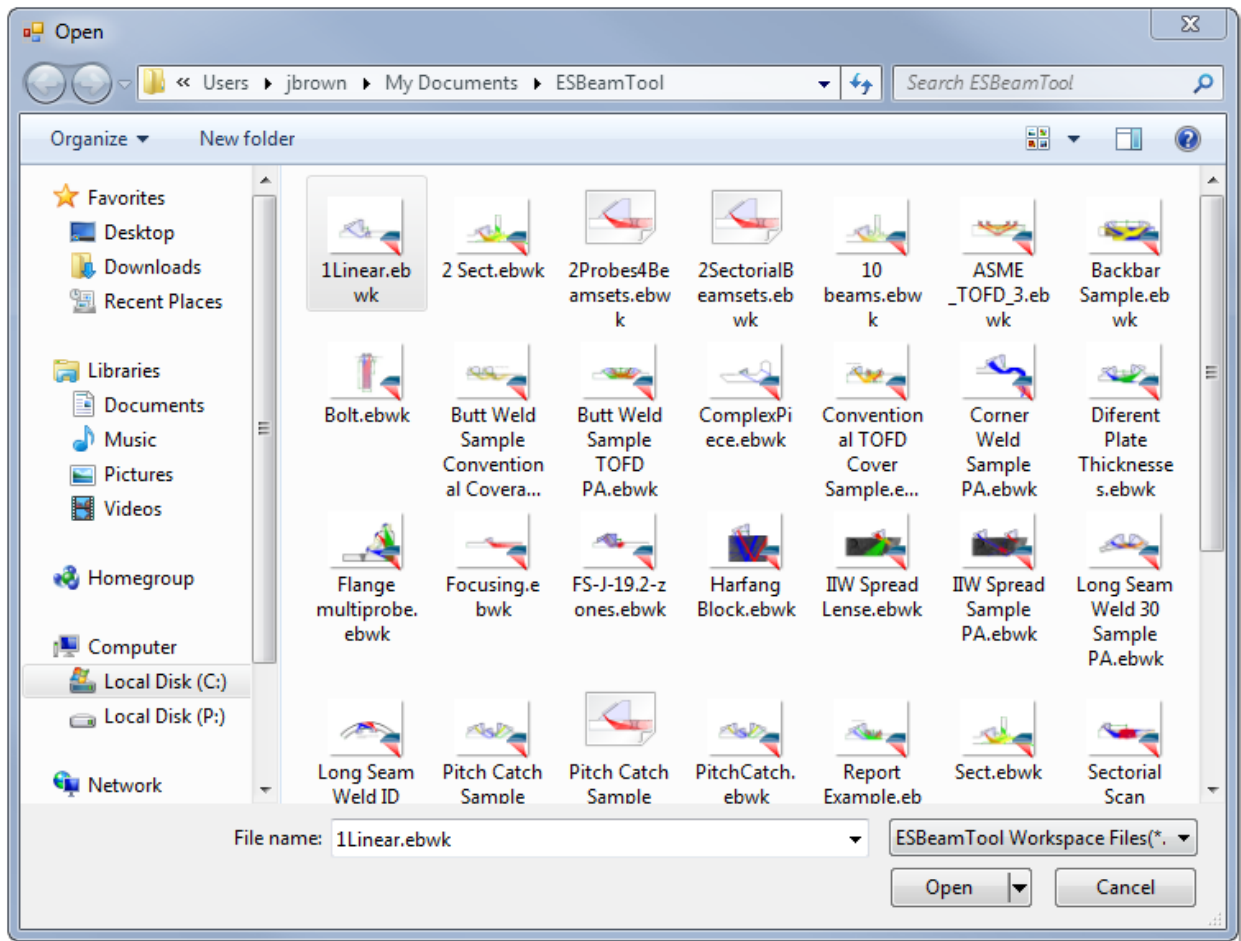 Open
« Users ▸ jbrown ▸ My Documents ▸ ESBeamTool
Search ESBeamTool
Organize New folder
Favorites
Desktop
Downloads
Recent Places
Libraries
Documents
Music
Pictures
Videos
Homegroup
Computer
Local Disk (C:)
Local Disk (P:)
Network
1Linear.eb
wk
2 Sect.ebwk
2Probes4Be
amsets.ebw
k
2SectorialB
eamsets.eb
wk
10
beams.ebw
k
ASME
_TOFD_3.eb
wk
Backbar
Sample.eb
wk
Bolt.ebwk
Butt Weld
Sample
Convention
al Covera...
Butt Weld
Sample
TOFD
PA.ebwk
ComplexPi
ece.ebwk
Convention
al TOFD
Cover
Sample.e...
Corner
Weld
Sample
PA.ebwk
Diferent
Plate
Thicknesse
s.ebwk
Flange
multiprobe.
ebwk
Focusing.e
bwk
FS-J-19.2-z
ones.ebwk
Harfang
Block.ebwk
IIW Spread
Lense.ebwk
IIW Spread
Sample
PA.ebwk
Long Seam
Weld 30
Sample
PA.ebwk
Long Seam
Weld ID
Pitch Catch
Sample
Pitch Catch
Sample
PitchCatch.
ebwk
Report
Example.eb
Sect.ebwk
Sectorial
Scan
File name: 1Linear.ebwk
ESBeamTool Workspace Files(*.
Open
Cancel